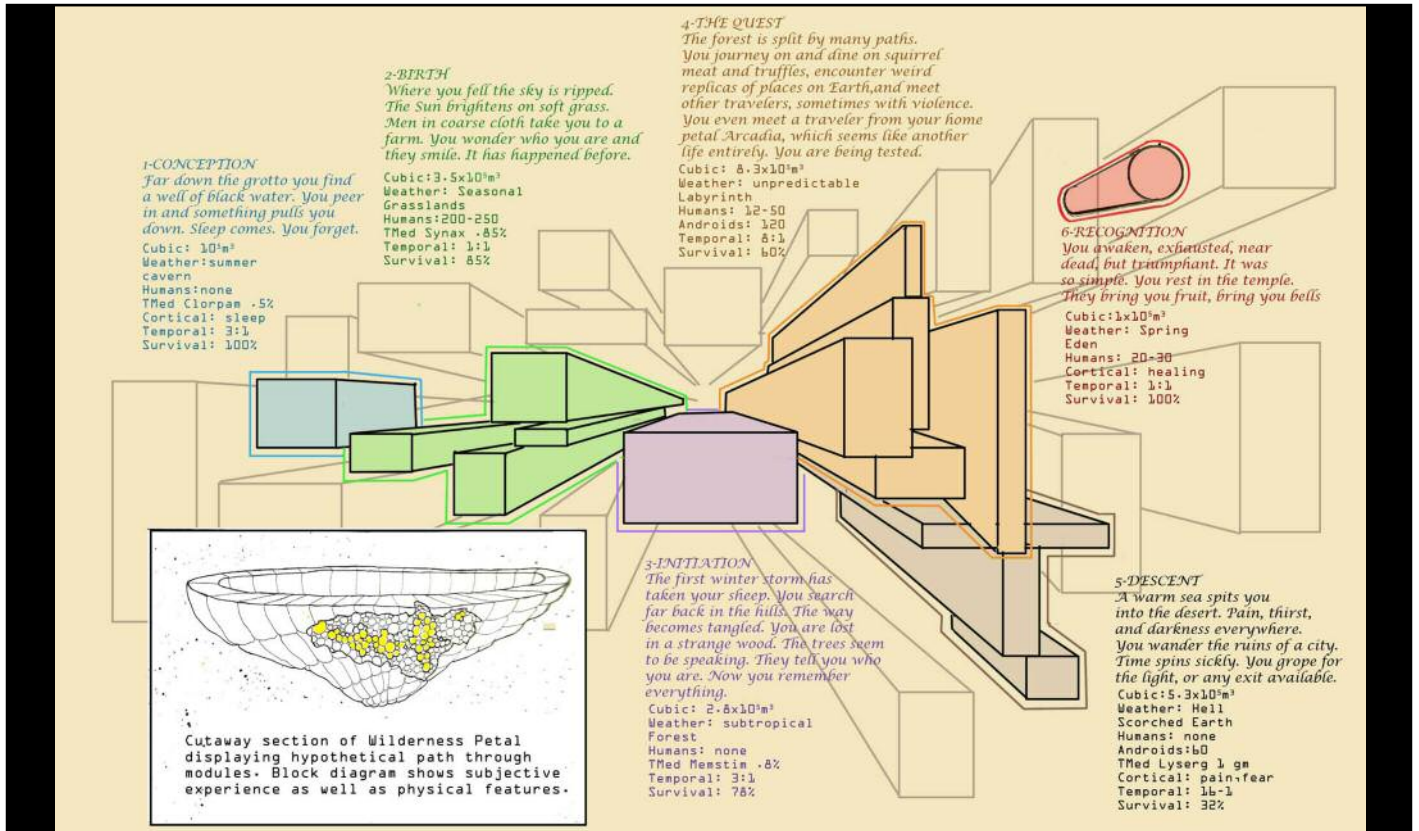 1-CONCEPTION
Far down the grotto you find
a well of black water. You peer
in and something pulls you
down. Sleep comes. You forget.
Cubic: 10⁵m³
Weather:summer
cavern
Humans:none
TMed Clorpam .5%
Cortical: sleep
Temporal: 3:1
Survival: 100%
2-BIRTH
Where you fell the sky is ripped.
The Sun brightens on soft grass.
Men in coarse cloth take you to a
farm. You wonder who you are and
they smile. It has happened before.
Cubic:3.5x10⁵m³
Weather: Seasonal
Grasslands
Humans:200-250
TMed Synax .85%
Temporal: 1:1
Survival: 85%
3-INITIATION
The first winter storm has
taken your sheep. You search
far back in the hills. The way
becomes tangled. You are lost
in a strange wood. The trees seem
to be speaking. They tell you who
you are. Now you remember
everything.
Cubic: 2.8x10⁵m³
Weather: subtropical
Forest
Humans: none
TMed Memstim .8%
Temporal: 3:1
Survival: 78%
4-THE QUEST
The forest is split by many paths.
You journey on and dine on squirrel
meat and truffles, encounter weird
replicas of places on Earth,and meet
other travelers, sometimes with violence.
You even meet a traveler from your home
petal Arcadia, which seems like another
life entirely. You are being tested.
Cubic: 8.3x10⁵m³
Weather: unpredictable
Labyrinth
Humans: 12-50
Androids: 120
Temporal: 8:1
Survival: 60%
5-DESCENT
A warm sea spits you
into the desert. Pain, thirst,
and darkness everywhere.
You wander the ruins of a city.
Time spins sickly. You grope for
the light, or any exit available.
Cubic:5.3x10⁵m³
Weather: Hell
Scorched Earth
Humans: none
Androids:60
TMed Lyserg 1 gm
Cortical: pain,fear
Temporal: 16-1
Survival: 32%
6-RECOGNITION
You awaken, exhausted, near
dead, but triumphant. It was
so simple. You rest in the temple.
They bring you fruit, bring you bells
Cubic:1x10⁵m³
Weather: Spring
Eden
Humans: 20-30
Cortical: healing
Temporal: 1:1
Survival: 100%
Cutaway section of Wilderness Petal
displaying hypothetical path through
modules. Block diagram shows subjective
experience as well as physical features.